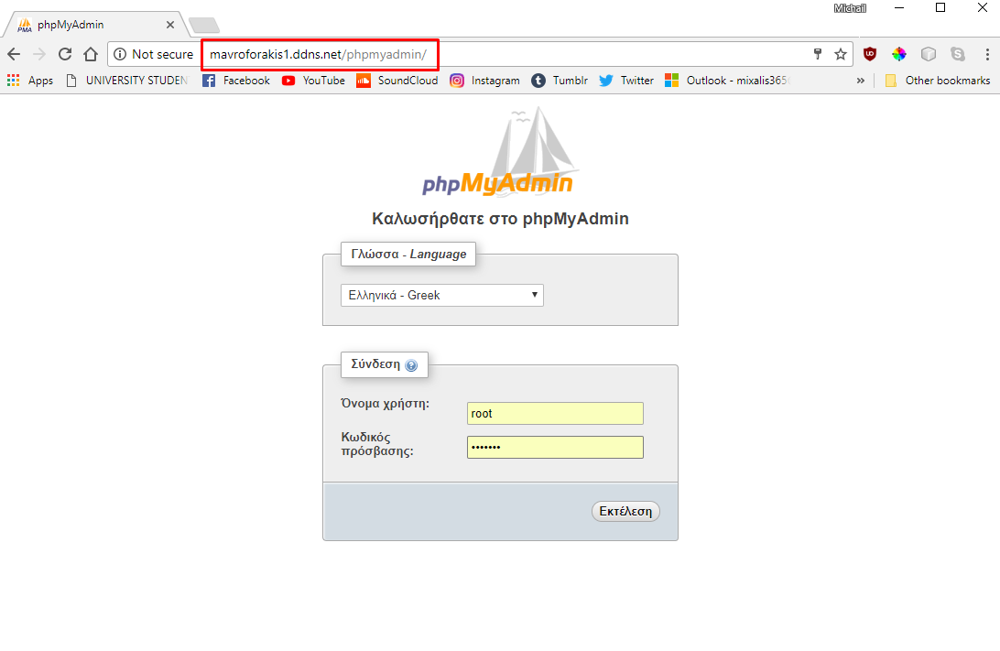 Michail
phpMyAdmin
Not secure mavroforakis1.ddns.net/phpmyadmin/
Apps UNIVERSITY STUDEN Facebook YouTube SoundCloud Instagram Tumblr Twitter Outlook - mixalis365 » Other bookmarks
phpMyAdmin
Καλωσήρθατε στο phpMyAdmin
Γλώσσα - Language
Ελληνικά - Greek
Σύνδεση
Όνομα χρήστη: root
Κωδικός
πρόσβασης: •••••••
Εκτέλεση